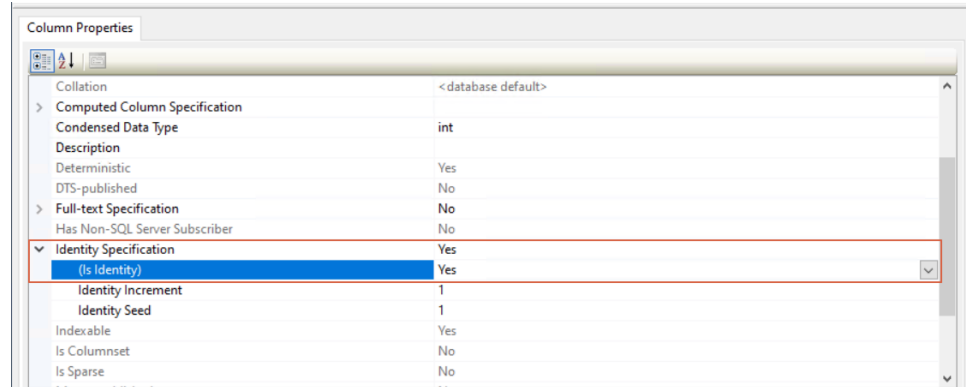 Column Properties
Collation <database default>
Computed Column Specification
Condensed Data Type int
Description
Deterministic Yes
DTS-published No
Full-text Specification No
Has Non-SQL Server Subscriber No
Identity Specification Yes
(Is Identity) Yes
Identity Increment 1
Identity Seed 1
Indexable Yes
Is Columnset No
Is Sparse No